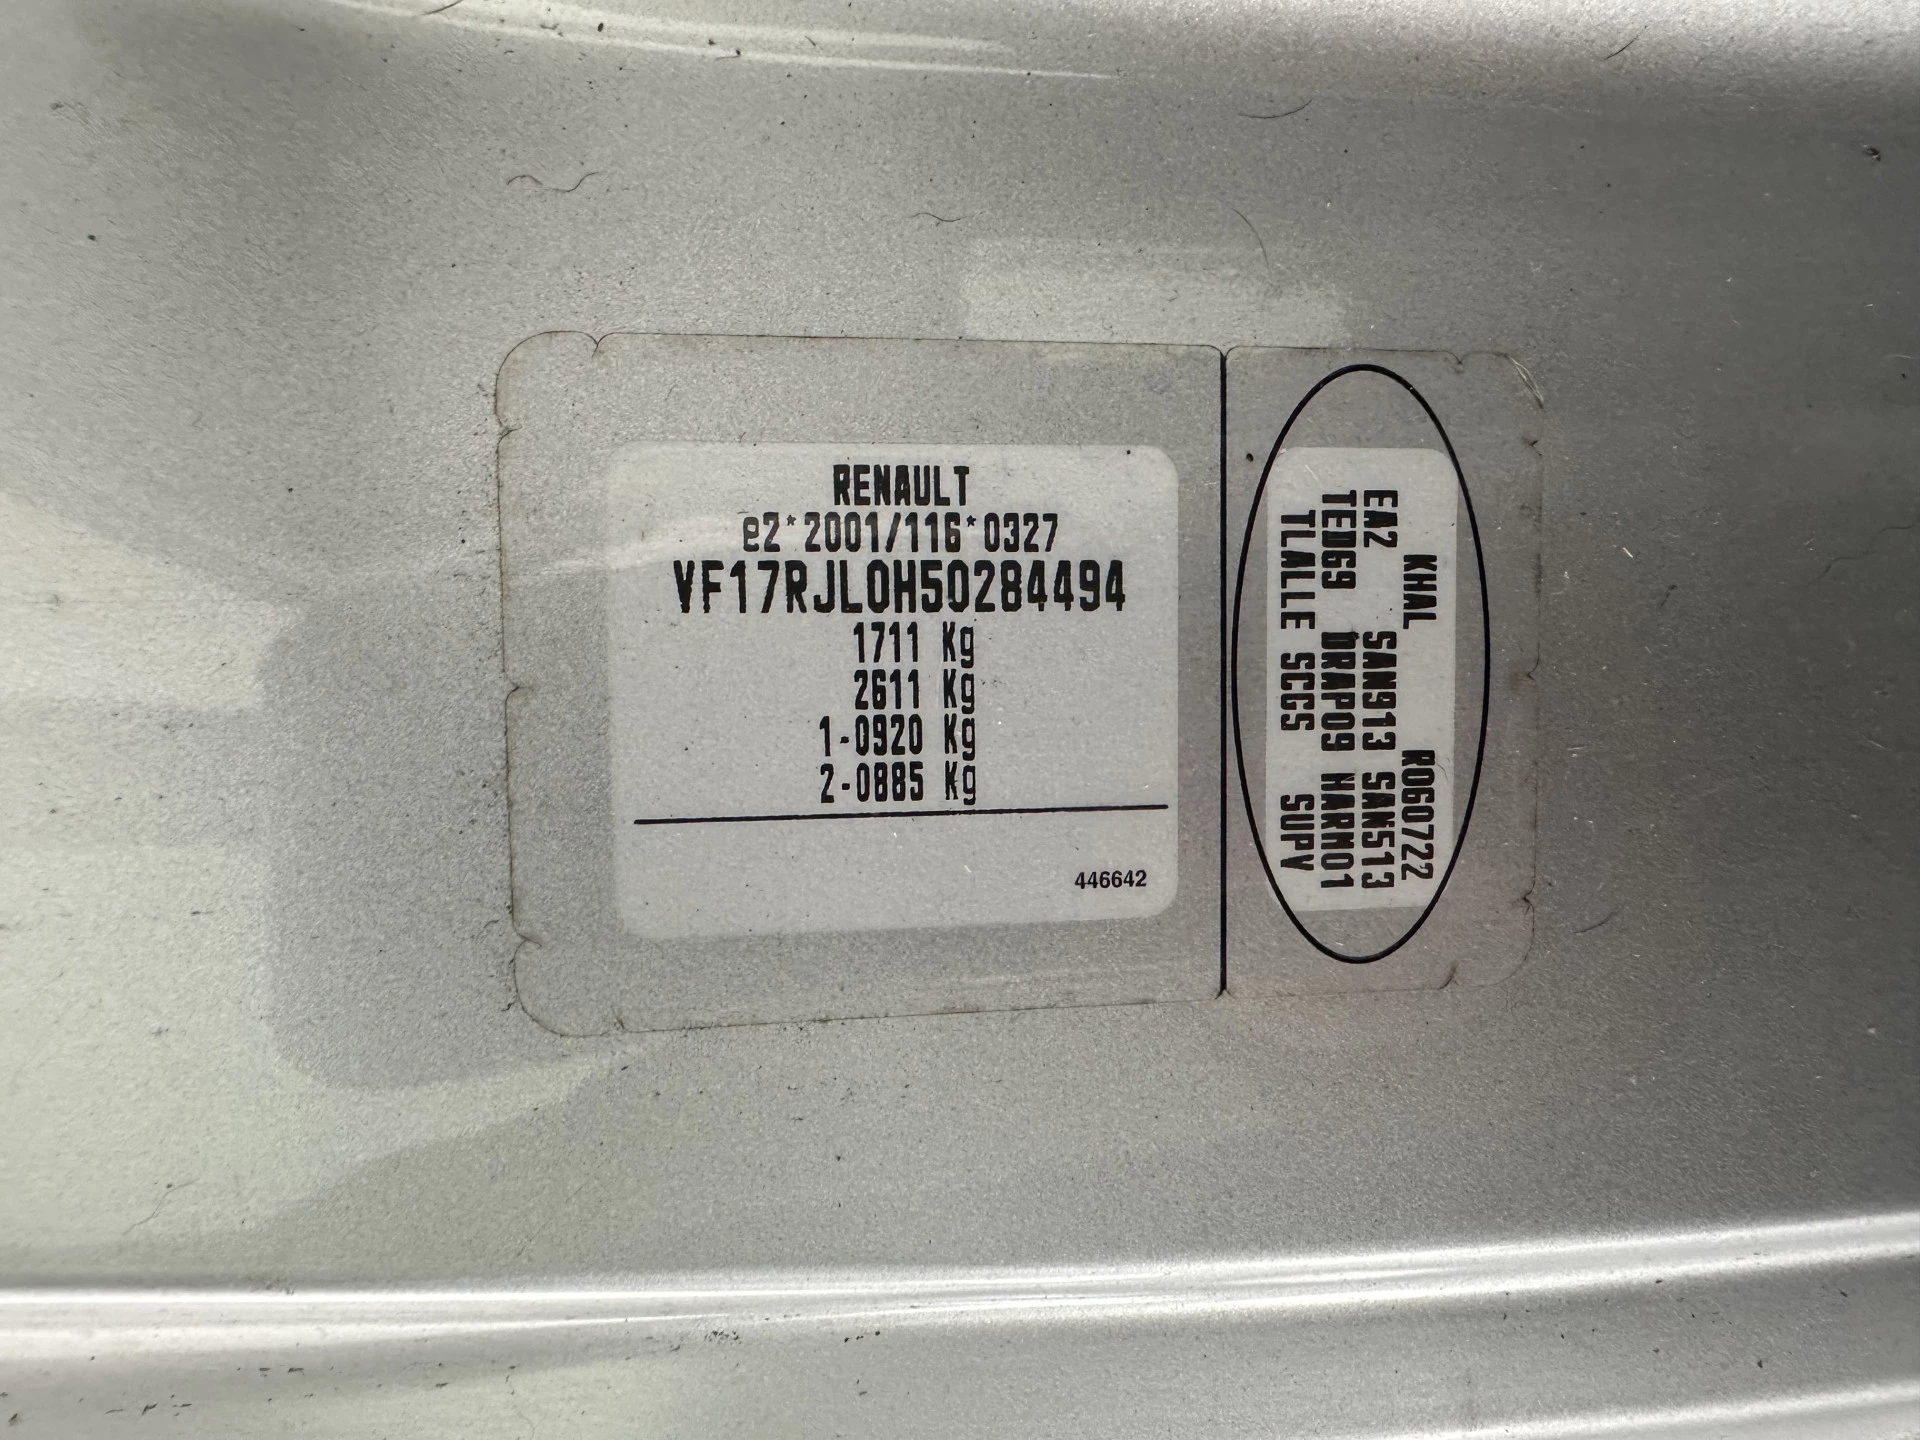 RENAULT
e2*2001/116*0327
VF17RJL0H50284494
1711 Kg
2611 Kg
1-0920 Kg
2-0885 Kg
446642
KHAL R060722
EA2 SAN913 SAN513
TED69 DRAP09 HARM01
TLALLE SCGS SUPV